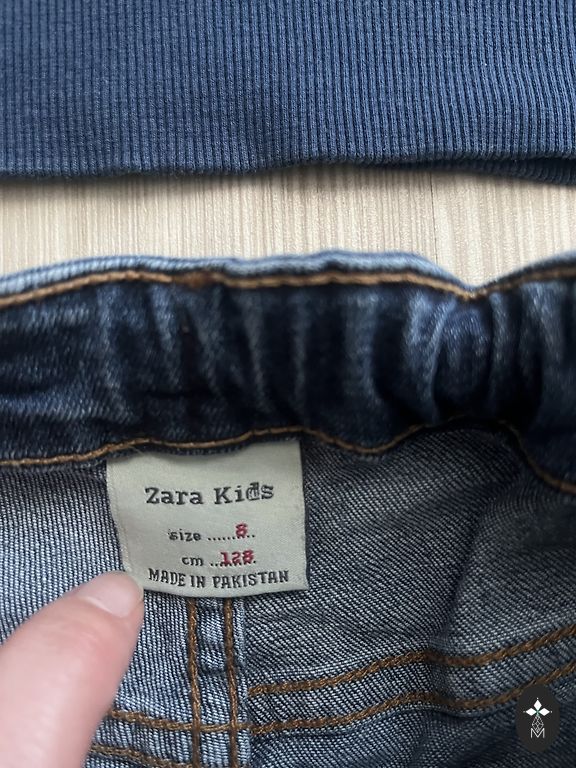 Zara Kids
size ......8..
cm ..128.
MADE IN PAKISTAN
M